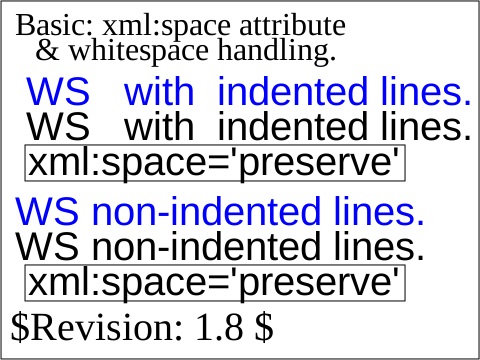 Basic: xml:space attribute
& whitespace handling.
WS   with  indented lines.
WS   with  indented lines.
xml:space='preserve'
WS non-indented lines.
WS non-indented lines.
xml:space='preserve'
$Revision: 1.8 $